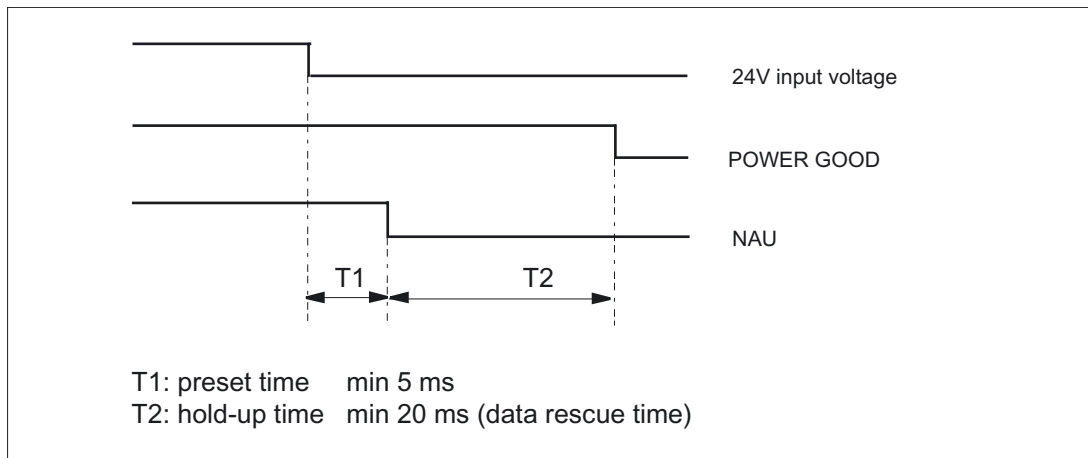 24V input voltage
POWER GOOD
NAU
T1 T2
T1: preset time min 5 ms
T2: hold-up time min 20 ms (data rescue time)